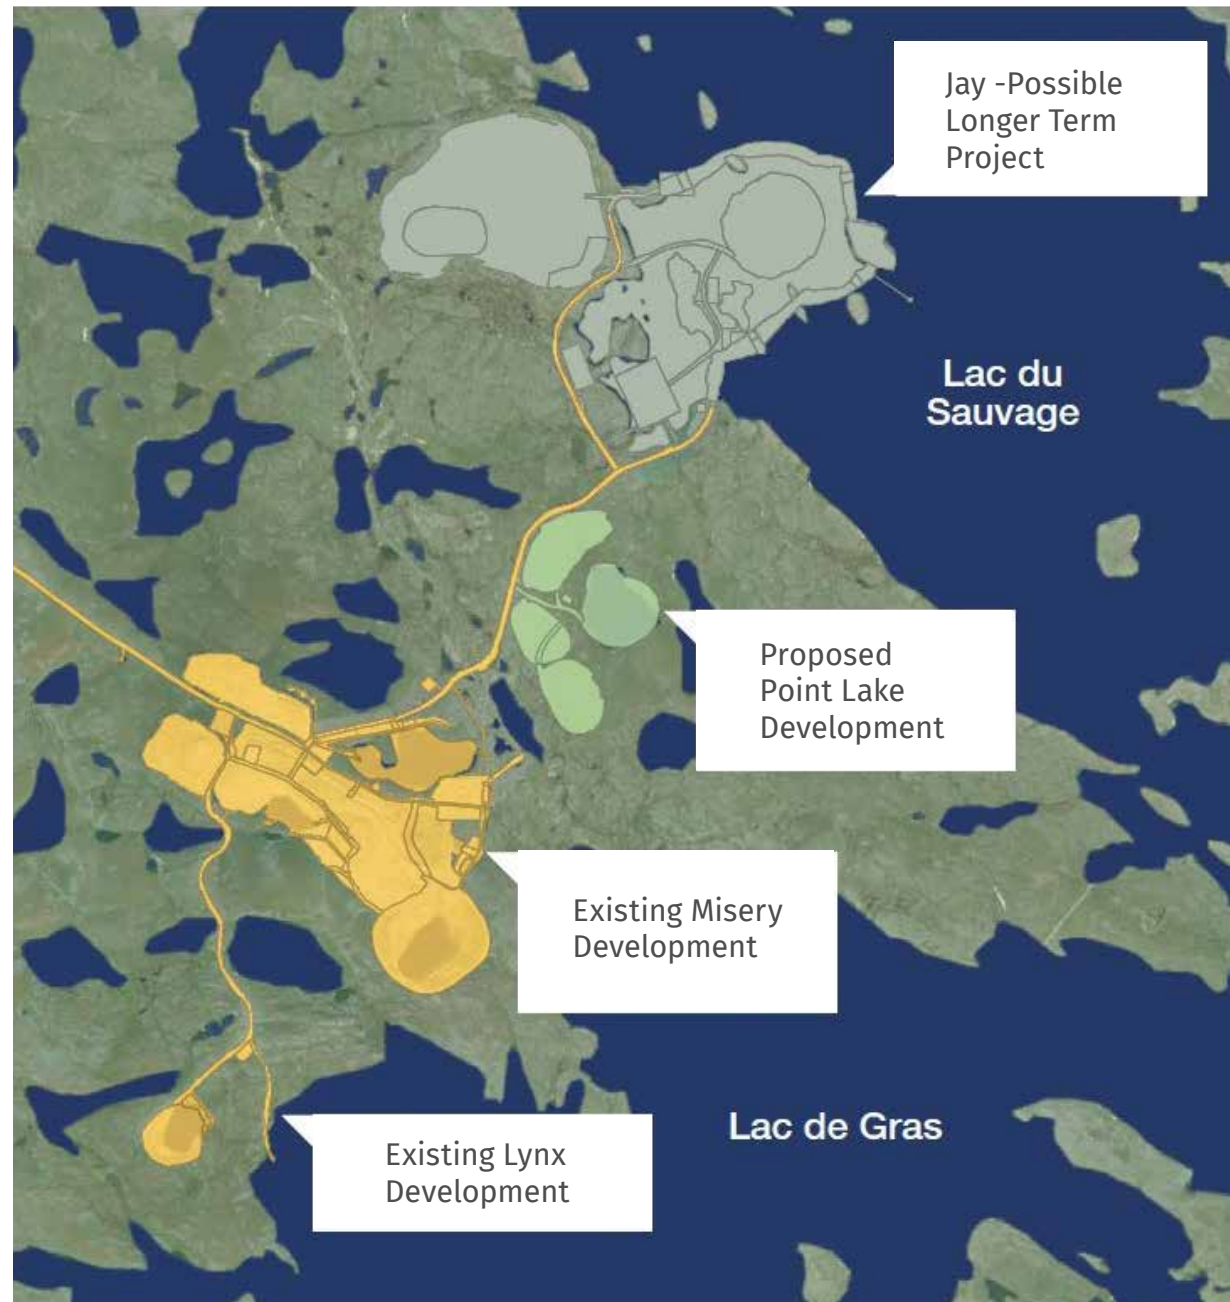 Jay -Possible
Longer Term
Project
Lac du
Sauvage
Proposed
Point Lake
Development
Existing Misery
Development
Lac de Gras
Existing Lynx
Development